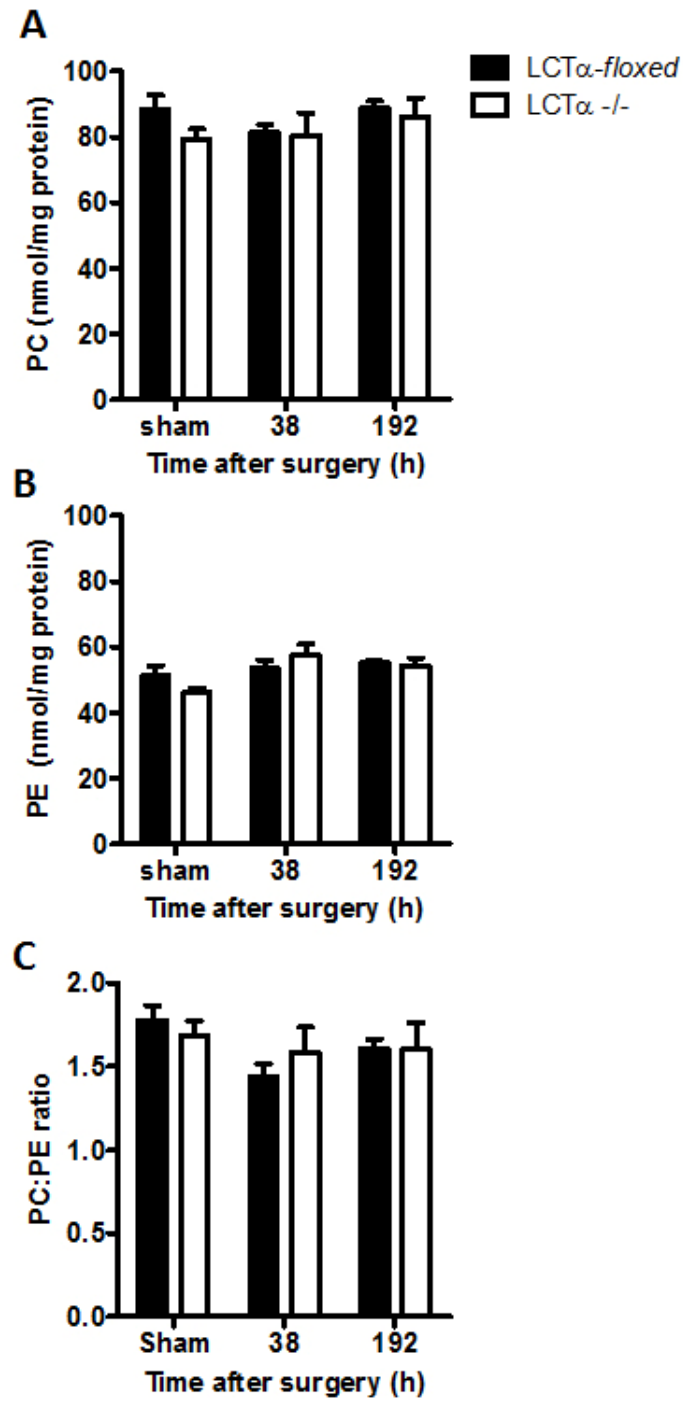 A
LCTα-floxed
LCTα -/-
PC (nmol/mg protein)
100
80
60
40
20
0
sham 38 192
Time after surgery (h)
B
PE (nmol/mg protein)
100
80
60
40
20
0
sham 38 192
Time after surgery (h)
C
PC:PE ratio
2.0
1.5
1.0
0.5
0.0
Sham 38 192
Time after surgery (h)